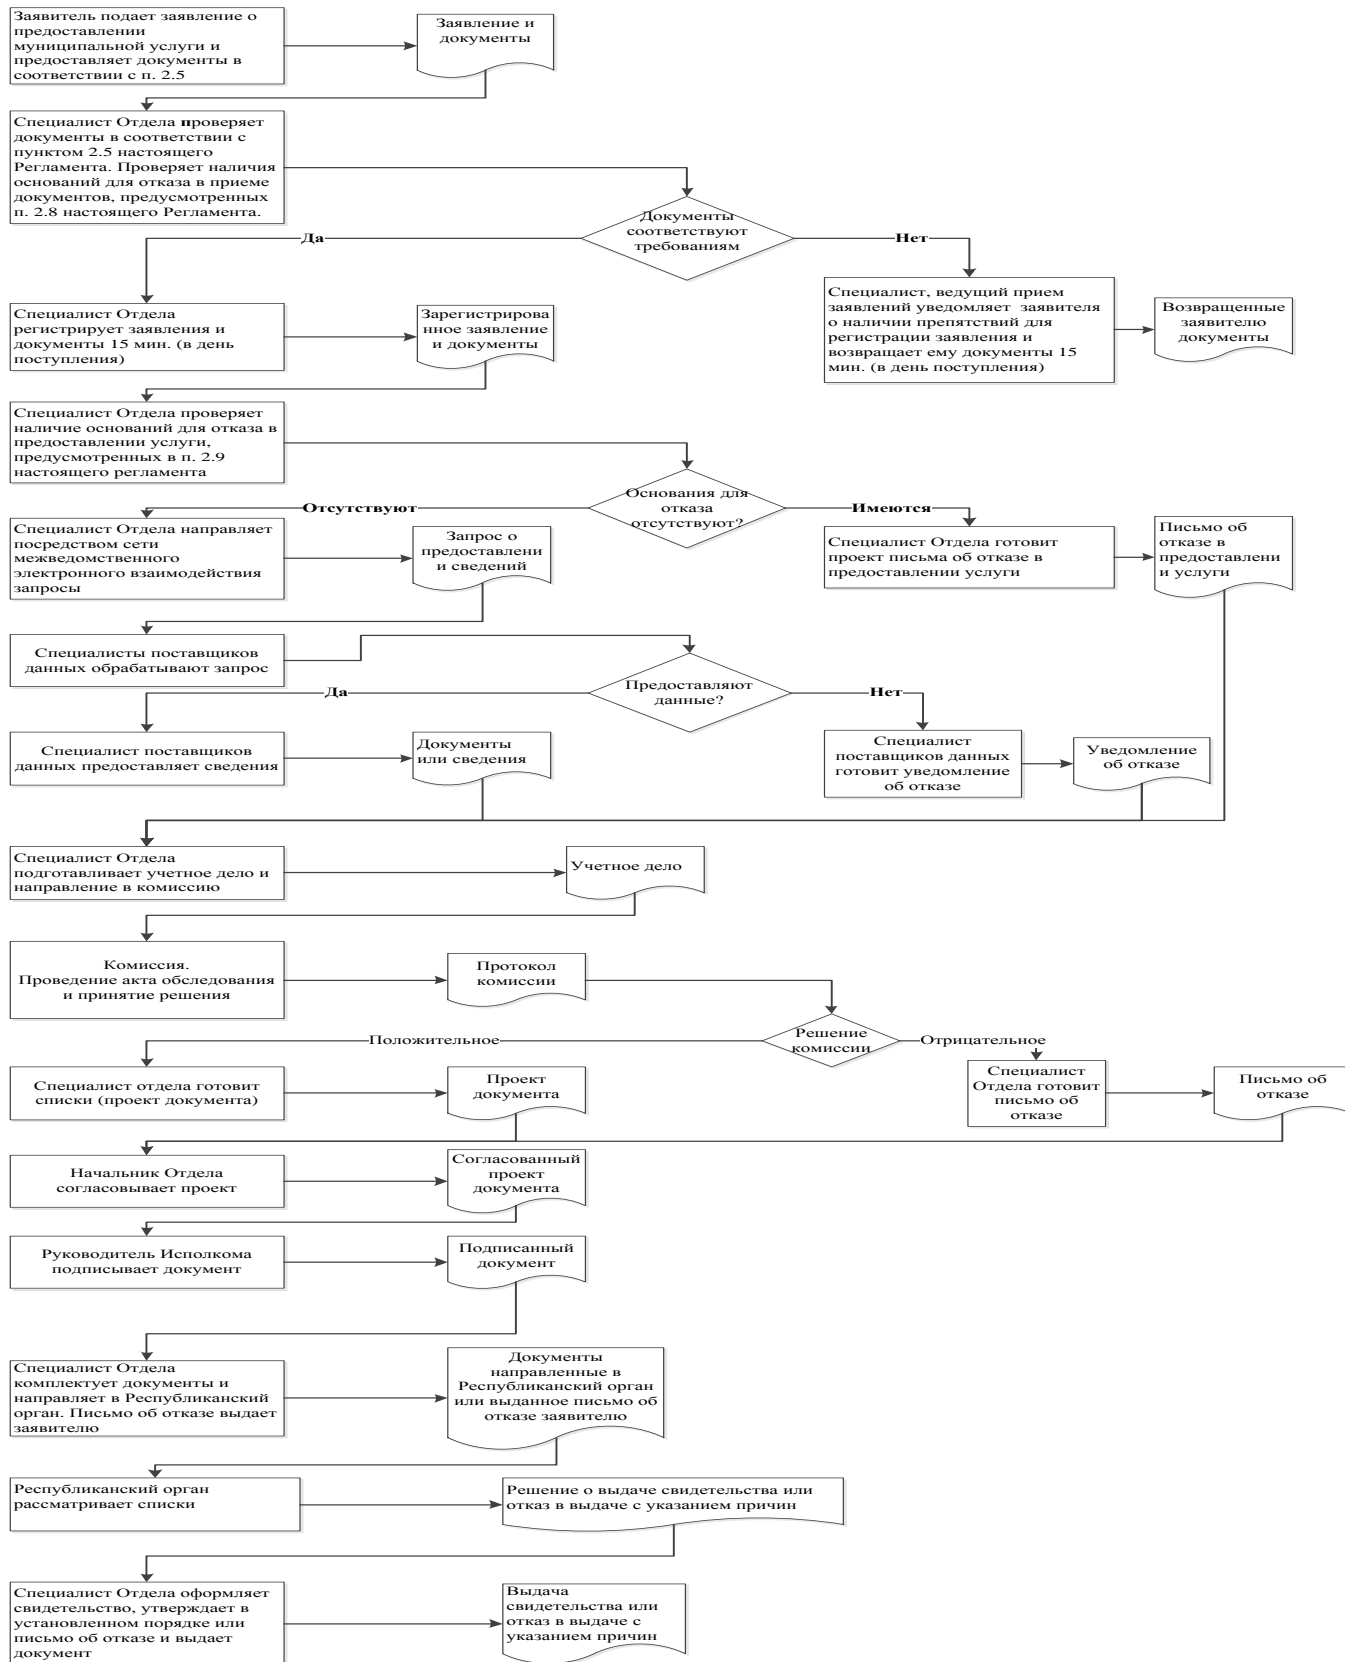 Заявитель подает заявление о
предоставлении
муниципальной услуги и
предоставляет документы в
соответствии с п. 2.5
Заявление и
документы
Специалист Отдела проверяет
документы в соответствии с
пунктом 2.5 настоящего
Регламента. Проверяет наличия
оснований для отказа в приеме
документов, предусмотренных
п. 2.8 настоящего Регламента.
Документы
соответствуют
требованиям
Да
Нет
Специалист Отдела
регистрирует заявления и
документы 15 мин. (в день
поступления)
Зарегистрирова
нное заявление
и документы
Специалист, ведущий прием
заявлений уведомляет заявителя
о наличии препятствий для
регистрации заявления и
возвращает ему документы 15
мин. (в день поступления)
Возвращенные
заявителю
документы
Специалист Отдела проверяет
наличие оснований для отказа в
предоставлении услуги,
предусмотренных в п. 2.9
настоящего регламента
Основания для
отказа
отсутствуют?
Отсутствуют
Имеются
Специалист Отдела направляет
посредством сети
межведомственного
электронного взаимодействия
запросы
Запрос о
предоставлени
и сведений
Специалист Отдела готовит
проект письма об отказе в
предоставлении услуги
Письмо об
отказе в
предоставлени
и услуги
Специалисты поставщиков
данных обрабатывают запрос
Предоставляют
данные?
Да
Нет
Специалист поставщиков
данных предоставляет сведения
Документы
или сведения
Специалист
поставщиков данных
готовит уведомление
об отказе
Уведомление
об отказе
Специалист Отдела
подготавливает учетное дело и
направление в комиссию
Учетное дело
Комиссия.
Проведение акта обследования
и принятие решения
Протокол
комиссии
Решение
комиссии
Положительное
Отрицательное
Специалист отдела готовит
списки (проект документа)
Проект
документа
Специалист
Отдела готовит
письмо об
отказе
Письмо об
отказе
Начальник Отдела
согласовывает проект
Согласованный
проект
документа
Руководитель Исполкома
подписывает документ
Подписанный
документ
Специалист Отдела
комплектует документы и
направляет в Республиканский
орган. Письмо об отказе выдает
заявителю
Документы
направленные в
Республиканский орган
или выданное письмо об
отказе заявителю
Республиканский орган
рассматривает списки
Решение о выдаче свидетельства или
отказ в выдаче с указанием причин
Специалист Отдела оформляет
свидетельство, утверждает в
установленном порядке или
письмо об отказе и выдает
документ
Выдача
свидетельства или
отказ в выдаче с
указанием причин